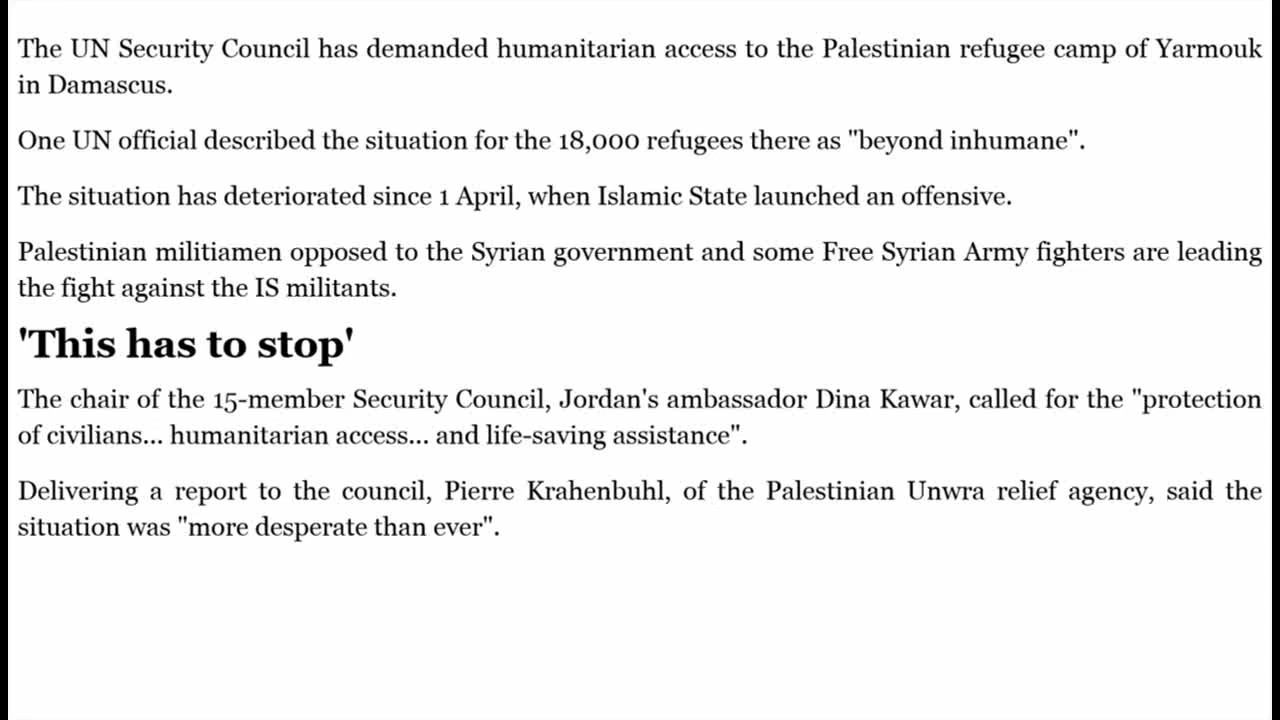 The UN Security Council has demanded humanitarian access to the Palestinian refugee camp of Yarmouk
in Damascus.
One UN official described the situation for the 18,000 refugees there as "beyond inhumane".
The situation has deteriorated since 1 April, when Islamic State launched an offensive.
Palestinian militiamen opposed to the Syrian government and some Free Syrian Army fighters are leading
the fight against the IS militants.
'This has to stop'
The chair of the 15-member Security Council, Jordan's ambassador Dina Kawar, called for the "protection
of civilians... humanitarian access... and life-saving assistance".
Delivering a report to the council, Pierre Krahenbuhl, of the Palestinian Unwra relief agency, said the
situation was "more desperate than ever".